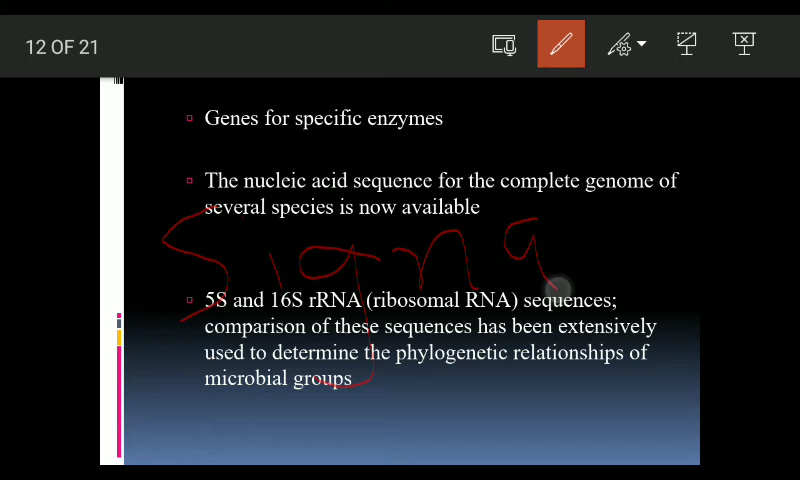 12 OF 21
Genes for specific enzymes
The nucleic acid sequence for the complete genome of
several species is now available
Signa
5S and 16S rRNA (ribosomal RNA) sequences;
comparison of these sequences has been extensively
used to determine the phylogenetic relationships of
microbial groups